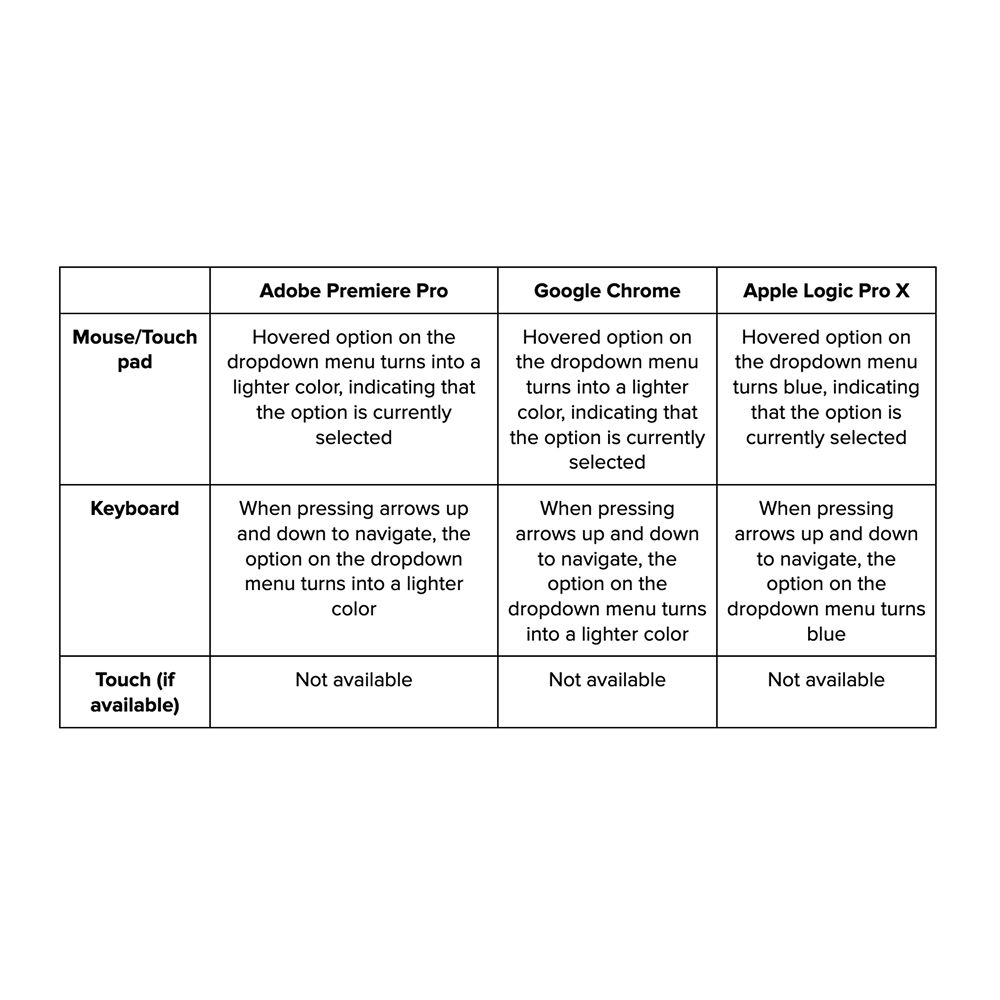 Adobe Premiere Pro
Google Chrome
Apple Logic Pro X
Mouse/Touch
pad
Hovered option on the
dropdown menu turns into a
lighter color, indicating that
the option is currently
selected
Hovered option on
the dropdown menu
turns into a lighter
color, indicating that
the option is currently
selected
Hovered option on
the dropdown menu
turns blue, indicating
that the option is
currently selected
Keyboard
When pressing arrows up
and down to navigate, the
option on the dropdown
menu turns into a lighter
color
When pressing
arrows up and down
to navigate, the
option on the
dropdown menu turns
into a lighter color
When pressing
arrows up and down
to navigate, the
option on the
dropdown menu turns
blue
Touch (if
available)
Not available
Not available
Not available